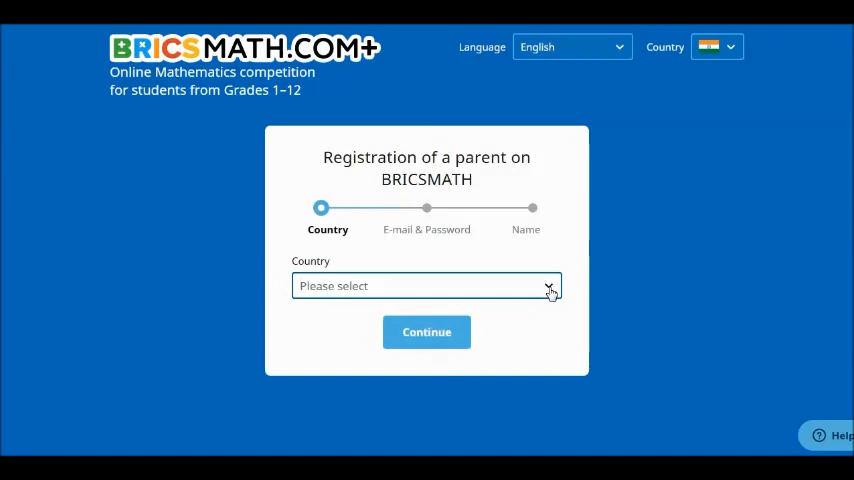 BRICSMATH.COM+
Online Mathematics competition
for students from Grades 1–12
Language English Country
Registration of a parent on
BRICSMATH
Country E-mail & Password Name
Country
Please select
Continue
Help